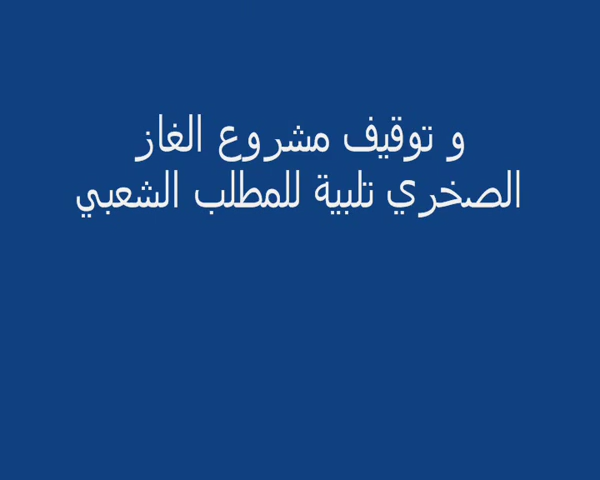 و توقيف مشروع الغاز
الصخري تلبية للمطلب الشعبي